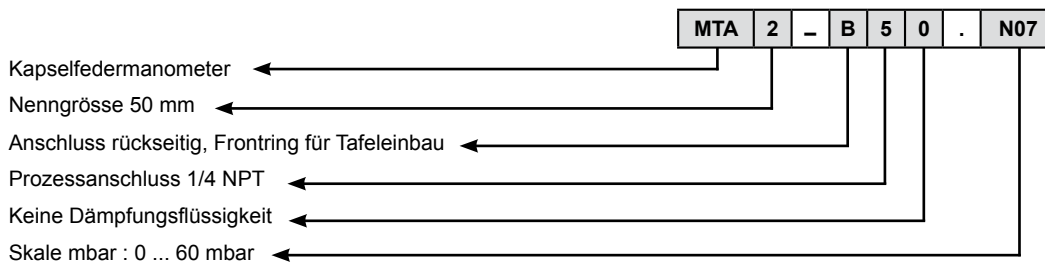 MTA 2 – B 5 0 . N07
Kapselfedermanometer
Nenngrösse 50 mm
Anschluss rückseitig, Frontring für Tafeleinbau
Prozessanschluss 1/4 NPT
Keine Dämpfungsflüssigkeit
Skale mbar : 0 ... 60 mbar